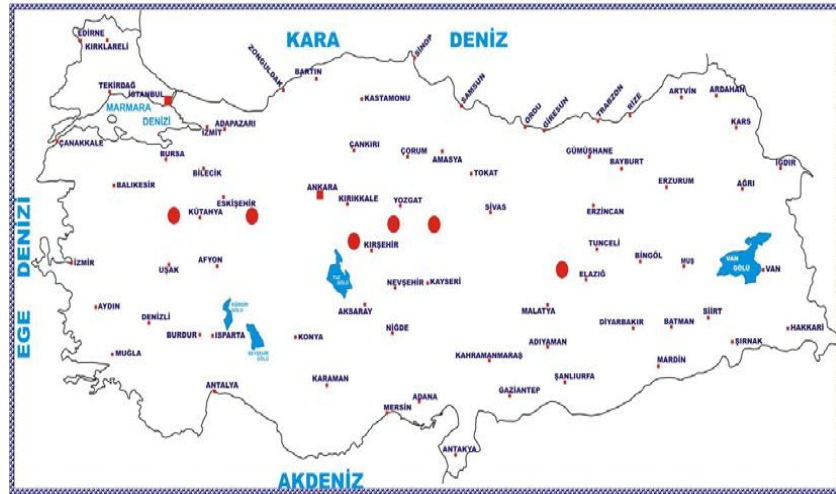 KARA DENİZ
EDİRNE
KIRKLARELİ
TEKİRDAĞ
İSTANBUL
MARMARA
DENİZİ
ZONGULDAK
BARTIN
KASTAMONU
SİNOP
SAMSUN
ORDU
GİRESUN
TRABZON
RİZE
ARTVİN
ARDAHAN
KARS
ÇANAKKALE
İZMİT
ADAPAZARI
BURSA
BİLECİK
ÇANKIRI
ÇORUM
AMASYA
TOKAT
GÜMÜŞHANE
BAYBURT
ERZURUM
AĞRI
IĞDIR
BALIKESİR
KÜTAHYA
ESKİŞEHİR
ANKARA
KIRIKKALE
YOZGAT
SİVAS
ERZİNCAN
EGE DENİZİ
İZMİR
UŞAK
AFYON
KIRŞEHİR
TUZ
GÖLÜ
NEVŞEHİR
KAYSERİ
TUNCELİ
ELAZIĞ
BİNGÖL
MUŞ
VAN
GÖLÜ
VAN
AYDIN
DENİZLİ
BURDUR
ISPARTA
GÖLÜ
BEYŞEHİR
GÖLÜ
KONYA
AKSARAY
NİĞDE
MALATYA
ADIYAMAN
DİYARBAKIR
BATMAN
SİİRT
ŞIRNAK
HAKKARİ
MUĞLA
ANTALYA
KARAMAN
MERSİN
ADANA
KAHRAMANMARAŞ
GAZİANTEP
ŞANLIURFA
MARDİN
ANTAKYA
AKDENİZ